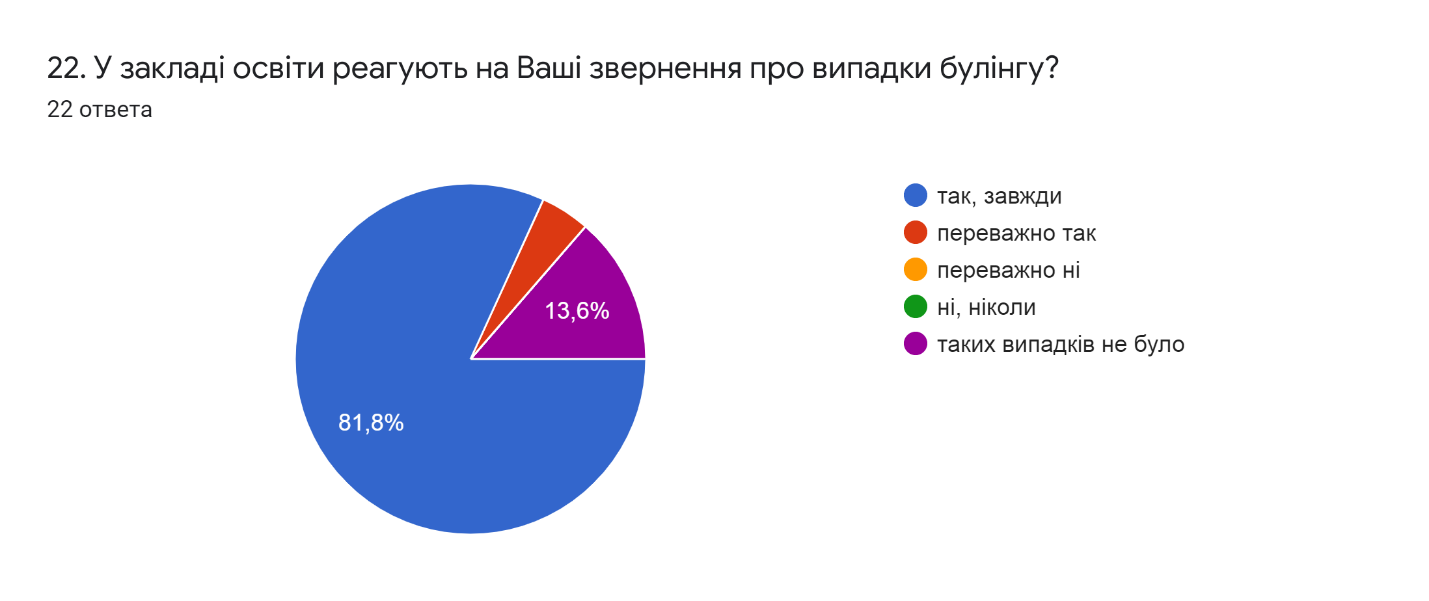 22. У закладі освіти реагують на Ваші звернення про випадки булінгу?
22 ответа
так, завжди
переважно так
переважно ні
ні, ніколи
таких випадків не було
13,6%
81,8%